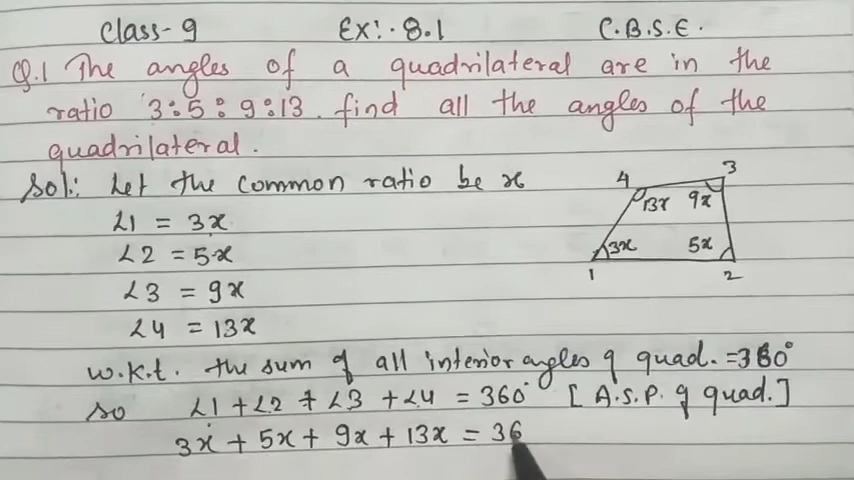 Class-9 Ex:-8.1 C.B.S.E.
Q.1 The angles of a quadrilateral are in the
ratio 3:5:9:13. find all the angles of the
quadrilateral.
Sol:. Let the common ratio be x
∠1 = 3x
∠2 = 5x
∠3 = 9x
∠4 = 13x
4 3
13x 9x
3x 5x
1 2
w.k.t. the sum of all interior angles of quad. = 360°
so ∠1 + ∠2 + ∠3 + ∠4 = 360° [A.S.P. of quad.]
3x + 5x + 9x + 13x = 36